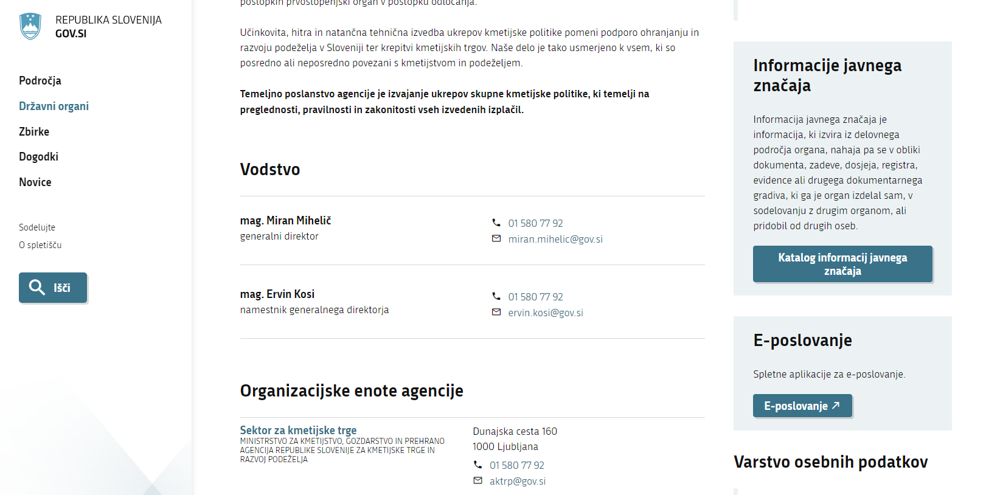 REPUBLIKA SLOVENIJA
GOV.SI
Področja
Državni organi
Zbirke
Dogodki
Novice
Sodelujte
O spletišču
Išči
postopkih prvostopenjski organ v postopku odločanja.
Učinkovita, hitra in natančna tehnična izvedba ukrepov kmetijske politike pomeni podporo ohranjanju in
razvoju podeželja v Sloveniji ter krepitvi kmetijskih trgov. Naše delo je tako usmerjeno k vsem, ki so
posredno ali neposredno povezani s kmetijstvom in podeželjem.
Temeljno poslanstvo agencije je izvajanje ukrepov skupne kmetijske politike, ki temelji na
preglednosti, pravilnosti in zakonitosti vseh izvedenih izplačil.
Vodstvo
mag. Miran Mihelič
generalni direktor
01 580 77 92
miran.mihelic@gov.si
mag. Ervin Kosi
namestnik generalnega direktorja
01 580 77 92
ervin.kosi@gov.si
Organizacijske enote agencije
Sektor za kmetijske trge
MINISTRSTVO ZA KMETIJSTVO, GOZDARSTVO IN PREHRANO
AGENCIJA REPUBLIKE SLOVENIJE ZA KMETIJSKE TRGE IN
RAZVOJ PODEŽELJA
Dunajska cesta 160
1000 Ljubljana
01 580 77 92
aktrp@gov.si
Informacije javnega
značaja
Informacija javnega značaja je
informacija, ki izvira iz delovnega
področja organa, nahaja pa se v obliki
dokumenta, zadeve, dosjeja, registra,
evidence ali drugega dokumentarnega
gradiva, ki ga je organ izdelal sam, v
sodelovanju z drugim organom, ali
pridobil od drugih oseb.
Katalog informacij javnega
značaja
E-poslovanje
Spletne aplikacije za e-poslovanje.
E-poslovanje
Varstvo osebnih podatkov